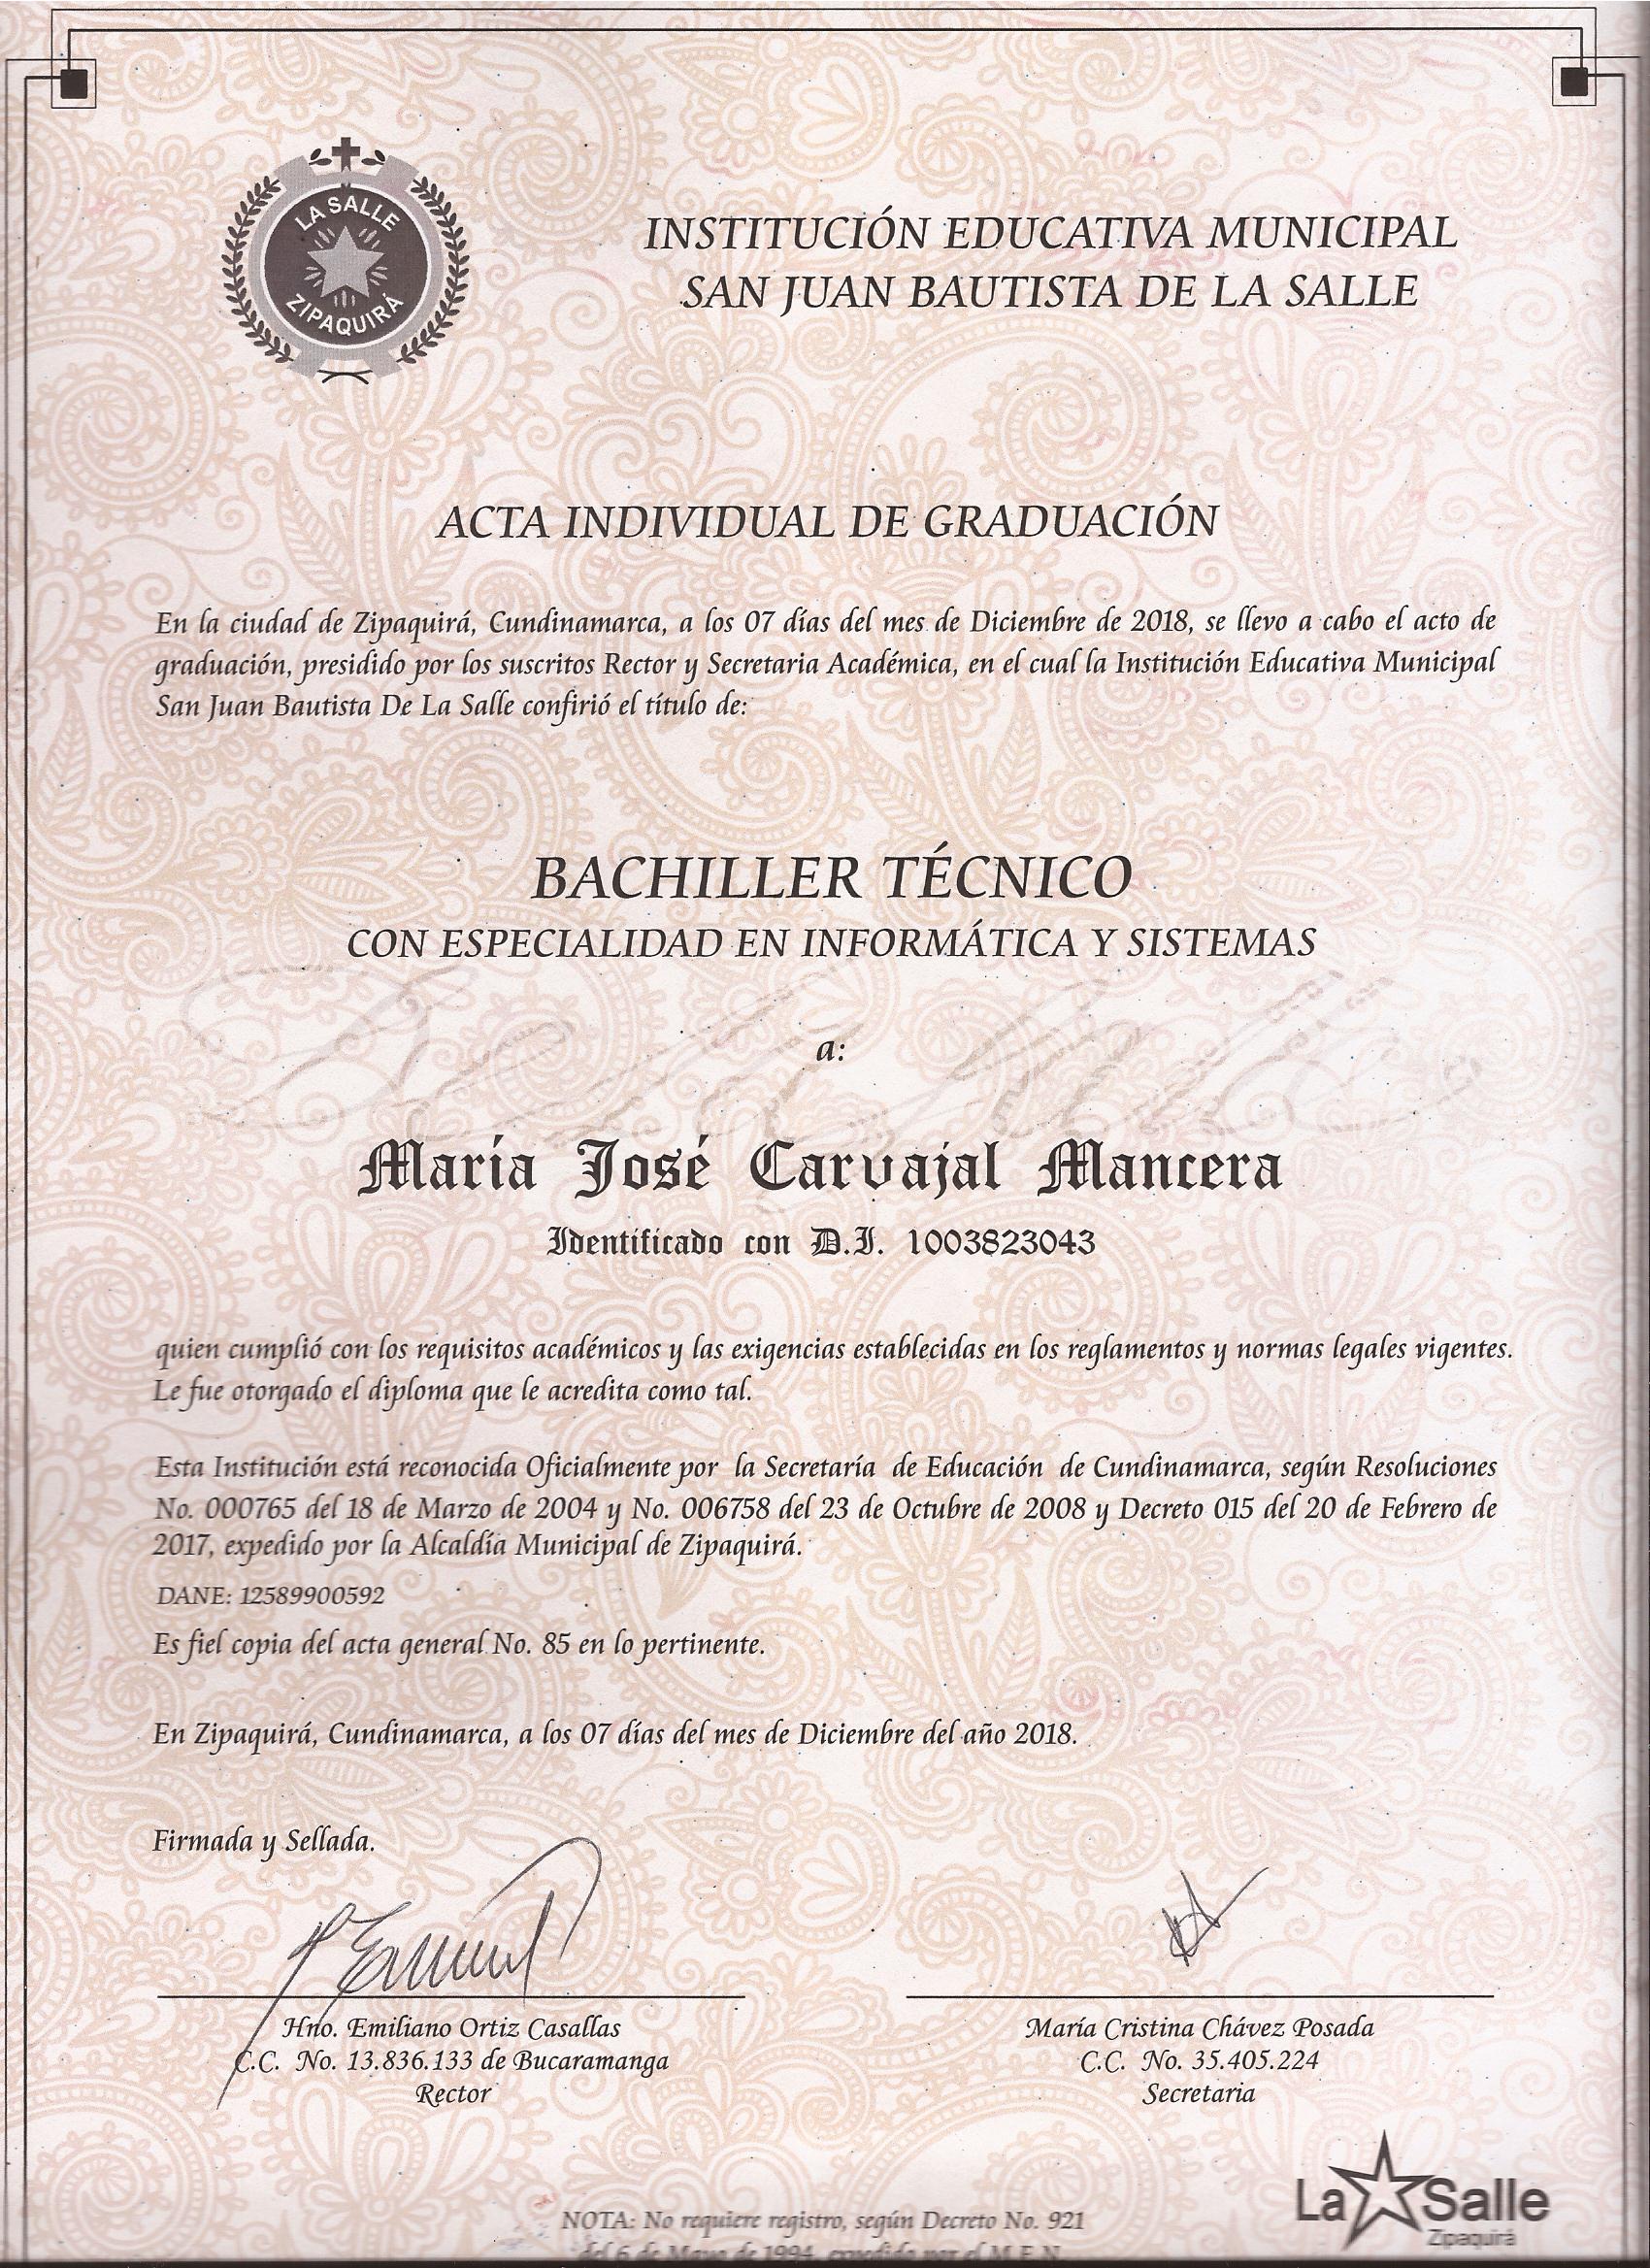 LA SALLE
ZIPAQUIRÁ
INSTITUCIÓN EDUCATIVA MUNICIPAL
SAN JUAN BAUTISTA DE LA SALLE
ACTA INDIVIDUAL DE GRADUACIÓN
En la ciudad de Zipaquirá, Cundinamarca, a los 07 días del mes de Diciembre de 2018, se llevo a cabo el acto de
graduación, presidido por los suscritos Rector y Secretaria Académica, en el cual la Institución Educativa Municipal
San Juan Bautista De La Salle confirió el título de:
BACHILLER TÉCNICO
CON ESPECIALIDAD EN INFORMÁTICA Y SISTEMAS
a:
María José Carvajal Mancera
Identificado con D.I. 1003823043
quien cumplió con los requisitos académicos y las exigencias establecidas en los reglamentos y normas legales vigentes.
Le fue otorgado el diploma que le acredita como tal.
Esta Institución está reconocida Oficialmente por la Secretaría de Educación de Cundinamarca, según Resoluciones
No. 000765 del 18 de Marzo de 2004 y No. 006758 del 23 de Octubre de 2008 y Decreto 015 del 20 de Febrero de
2017, expedido por la Alcaldía Municipal de Zipaquirá.
DANE: 12589900592
Es fiel copia del acta general No. 85 en lo pertinente.
En Zipaquirá, Cundinamarca, a los 07 días del mes de Diciembre del año 2018.
Firmada y Sellada.
Hno. Emiliano Ortiz Casallas
C.C. No. 13.836.133 de Bucaramanga
Rector
María Cristina Chávez Posada
C.C. No. 35.405.224
Secretaria
La Salle
Zipaquirá
NOTA: No requiere registro, según Decreto No. 921
del 6 de Mayo de 1994, expedido por el M.E.N.